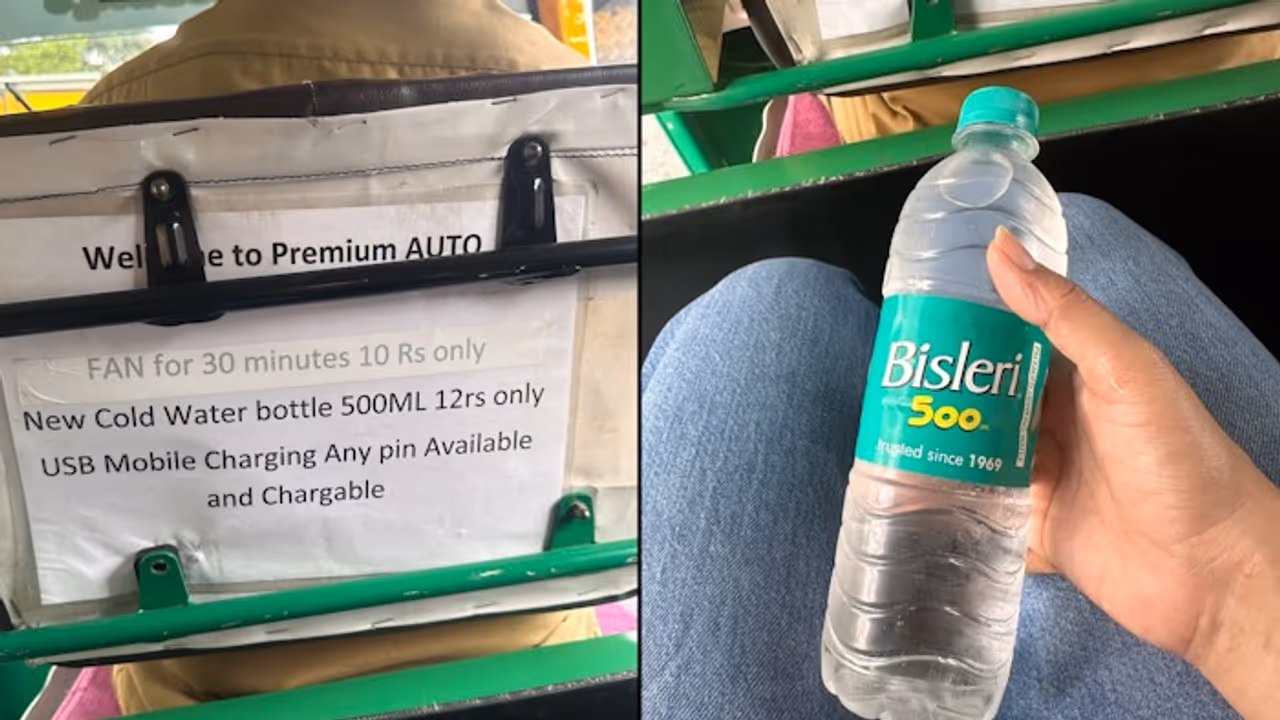 Wel e to Premium AUTO
FAN for 30 minutes 10 Rs only
New Cold Water bottle 500ML 12rs only
USB Mobile Charging Any pin Available
and Chargable
Bisleri
500
trusted since 1969